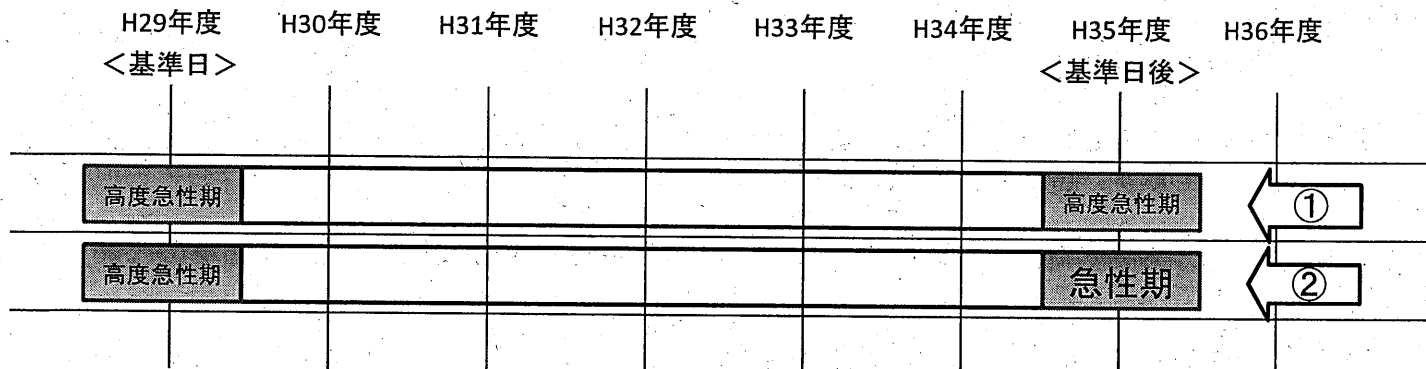 H29年度 H30年度 H31年度 H32年度 H33年度 H34年度 H35年度 H36年度
＜基準日＞ ＜基準日後＞
高度急性期 高度急性期 ①
高度急性期 急性期 ②